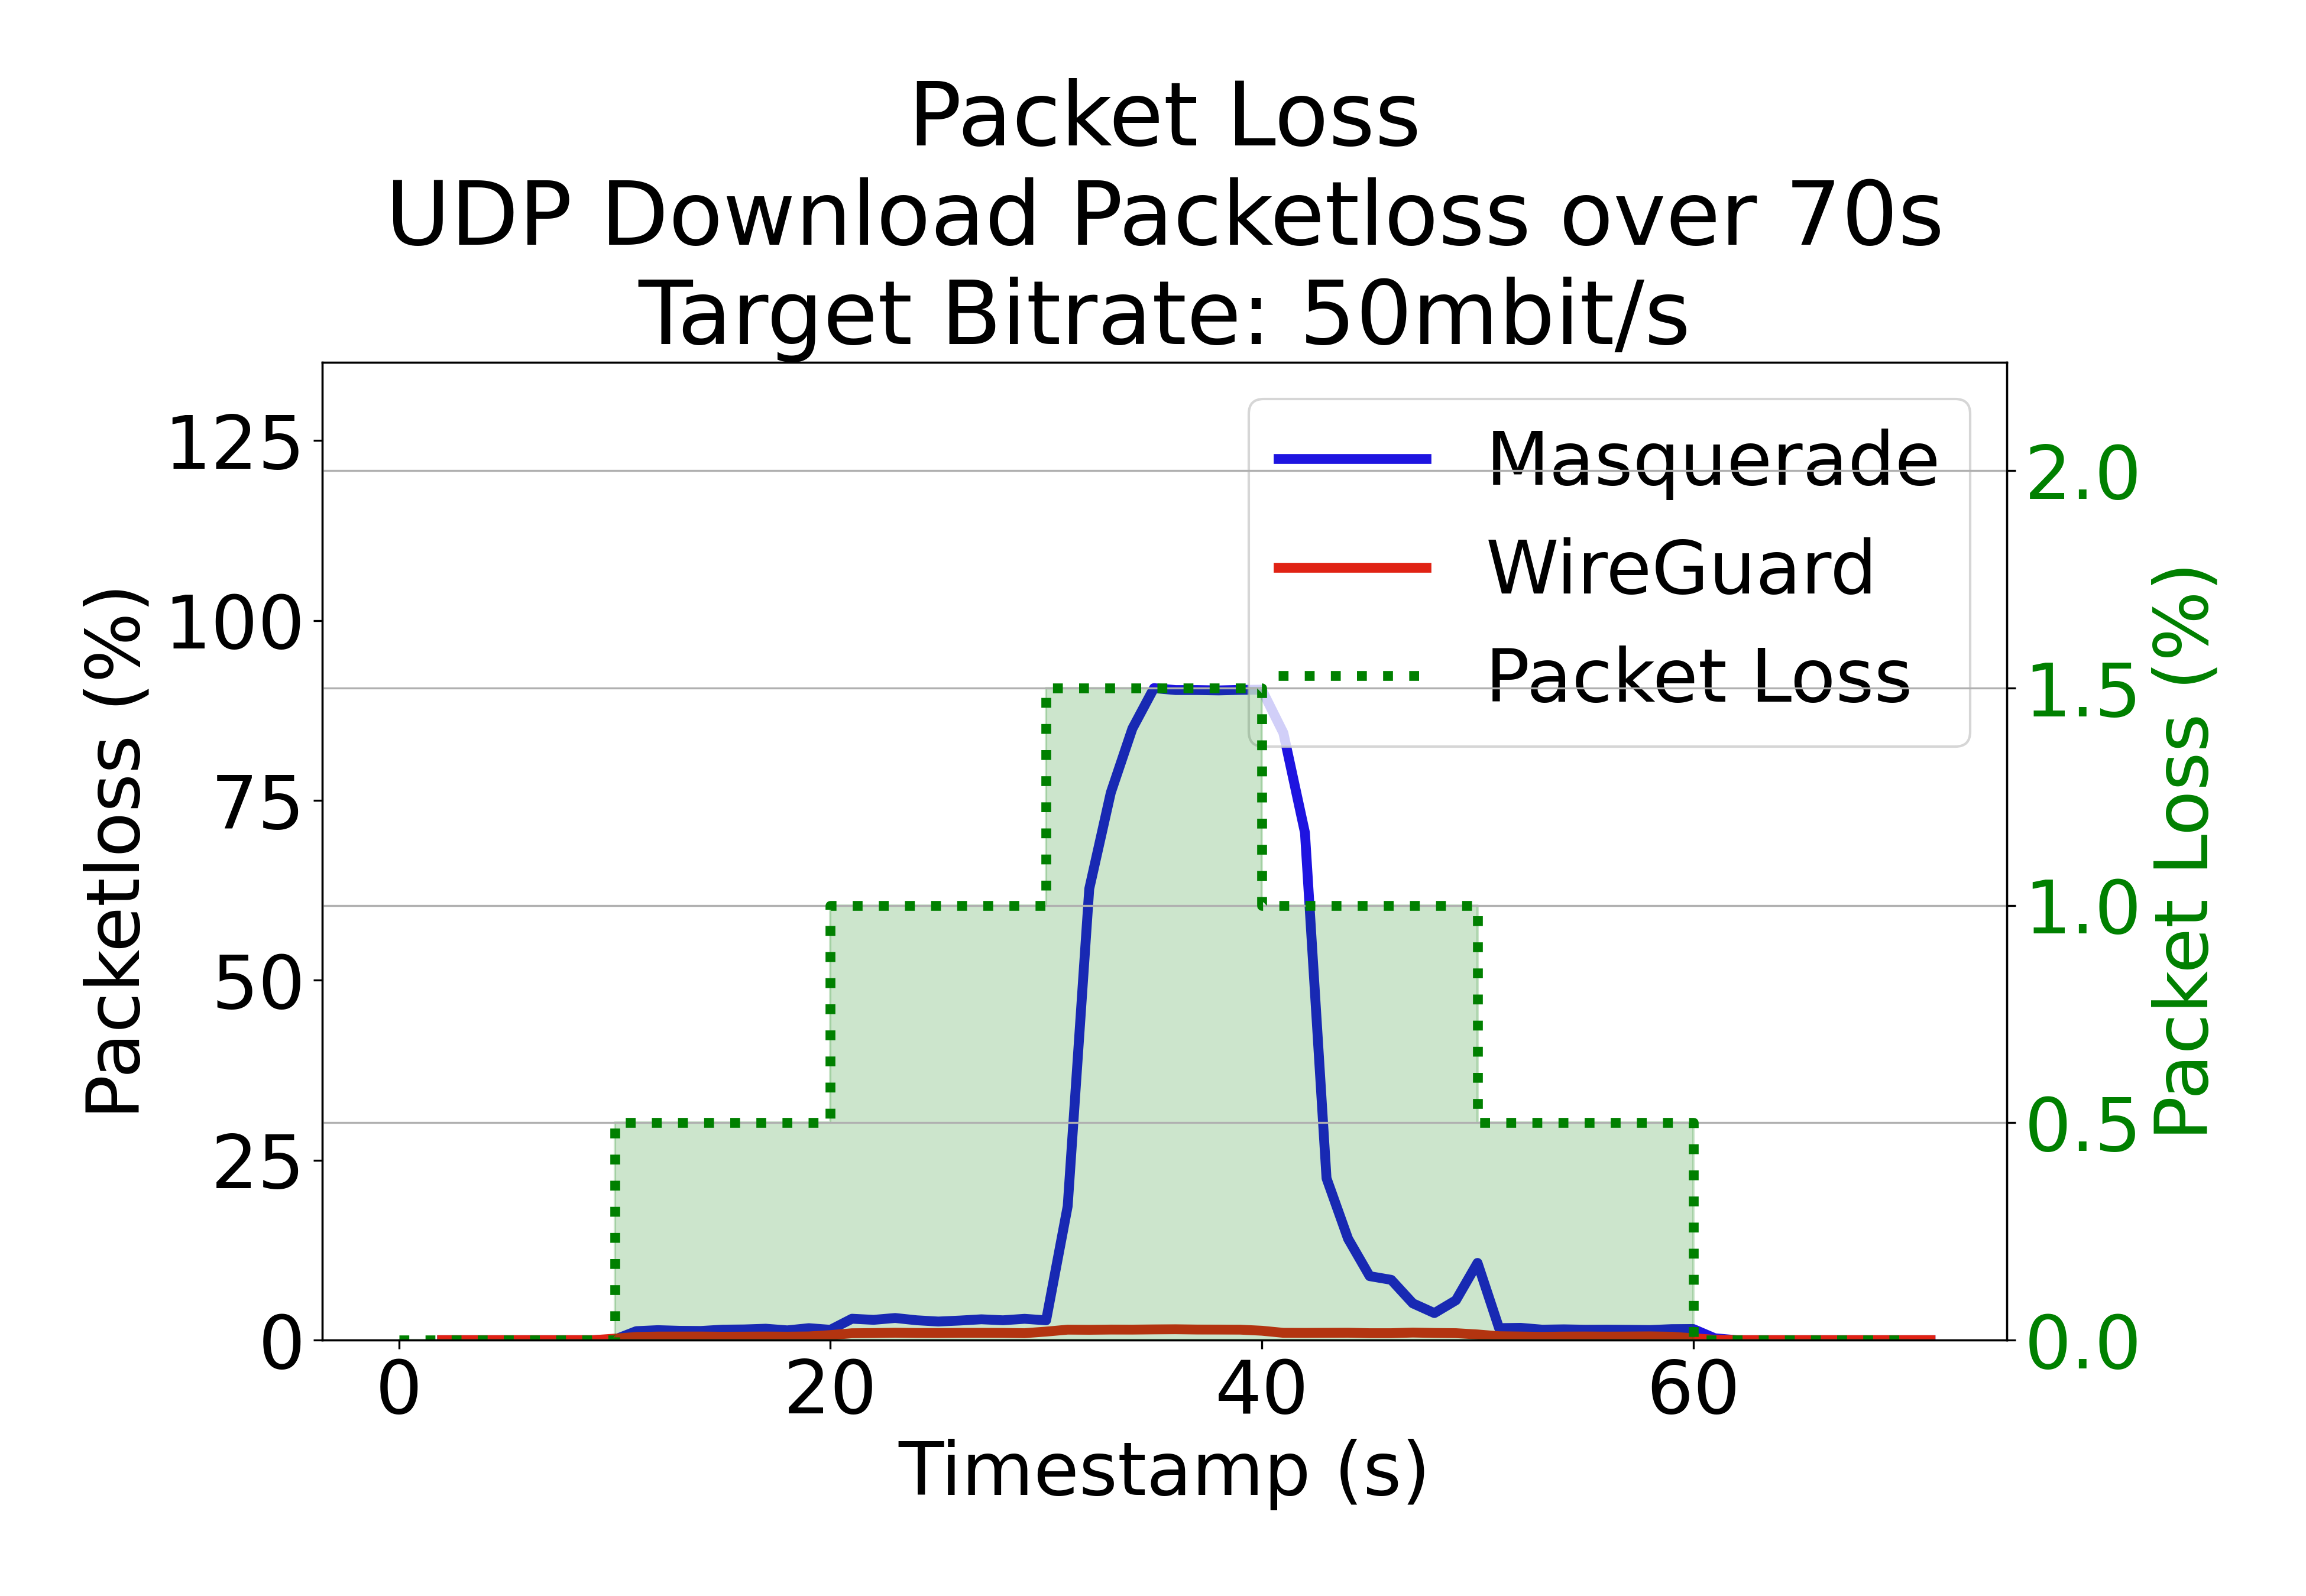 Packet Loss
UDP Download Packetloss over 70s
Target Bitrate: 50mbit/s
Packetloss (%)
125
100
75
50
25
0
Masquerade
WireGuard
Packet Loss
2.0
1.5
1.0
0.5
0.0
Packet Loss (%)
0 20 40 60
Timestamp (s)